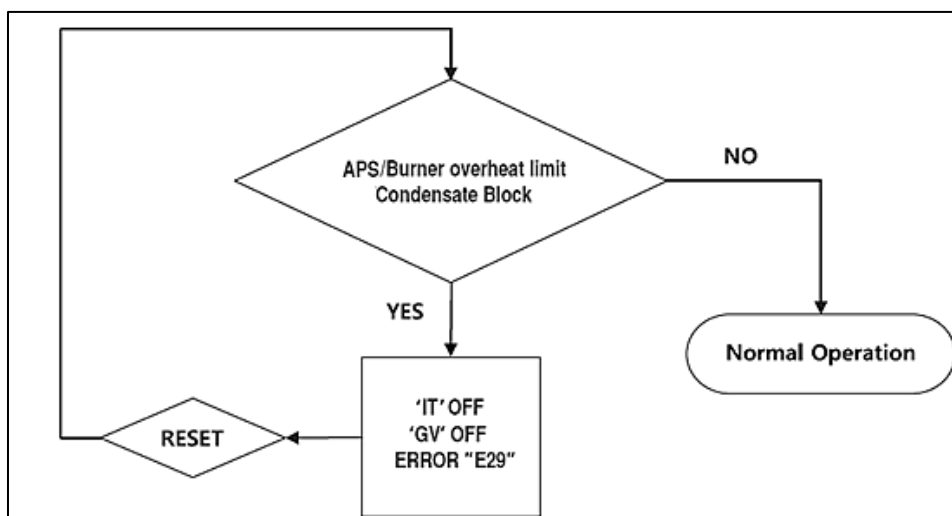 APS/Burner overheat limit
Condensate Block
NO
YES
Normal Operation
'IT' OFF
'GV' OFF
ERROR "E29"
RESET